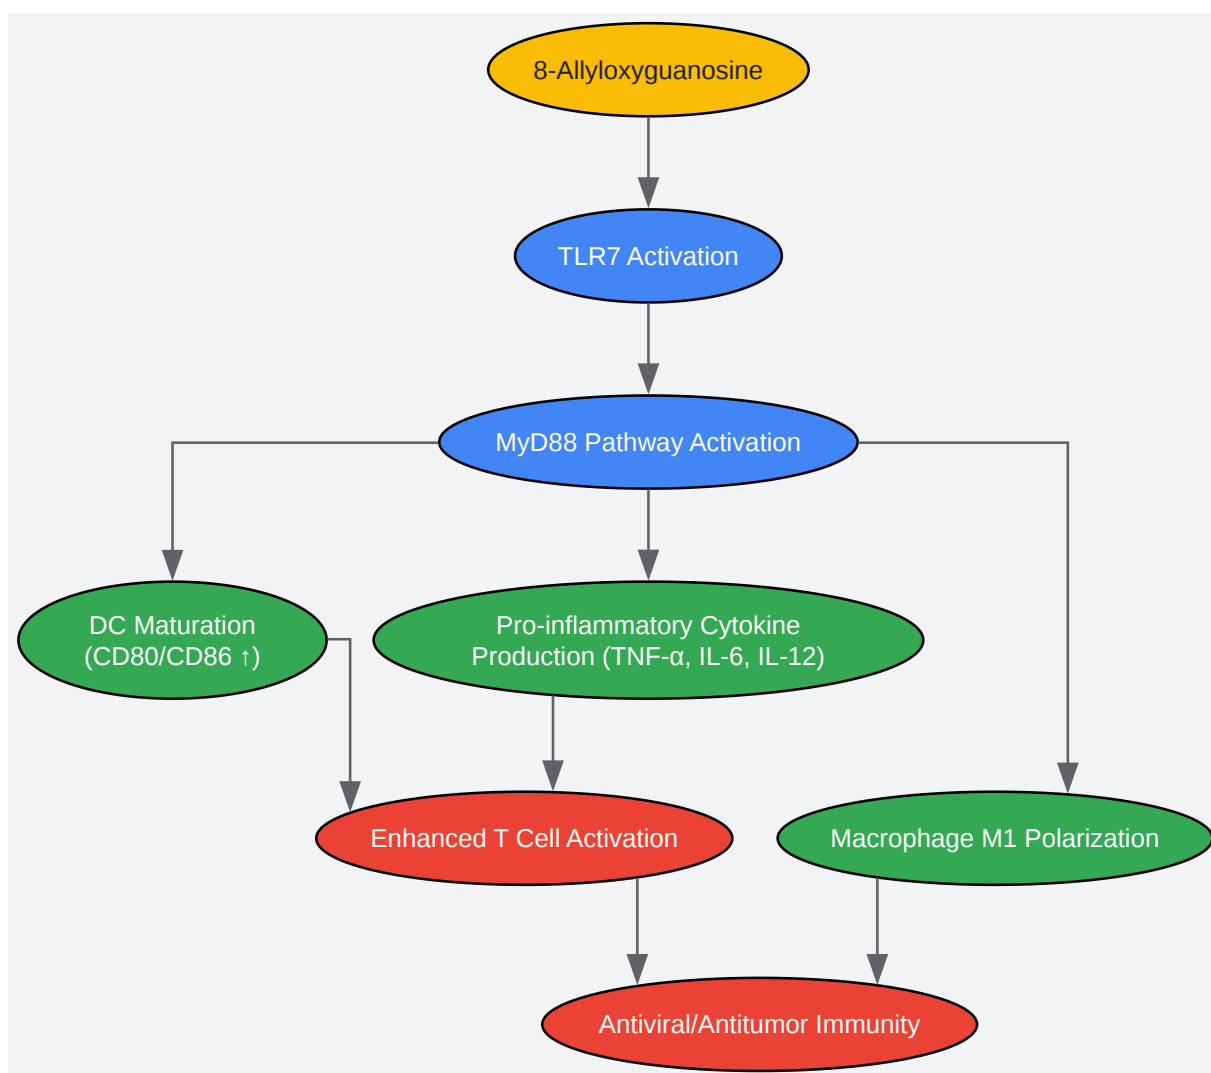 8-Allyloxyguanosine
TLR7 Activation
MyD88 Pathway Activation
DC Maturation
(CD80/CD86 ↑)
Pro-inflammatory Cytokine
Production (TNF-α, IL-6, IL-12)
Enhanced T Cell Activation
Macrophage M1 Polarization
Antiviral/Antitumor Immunity